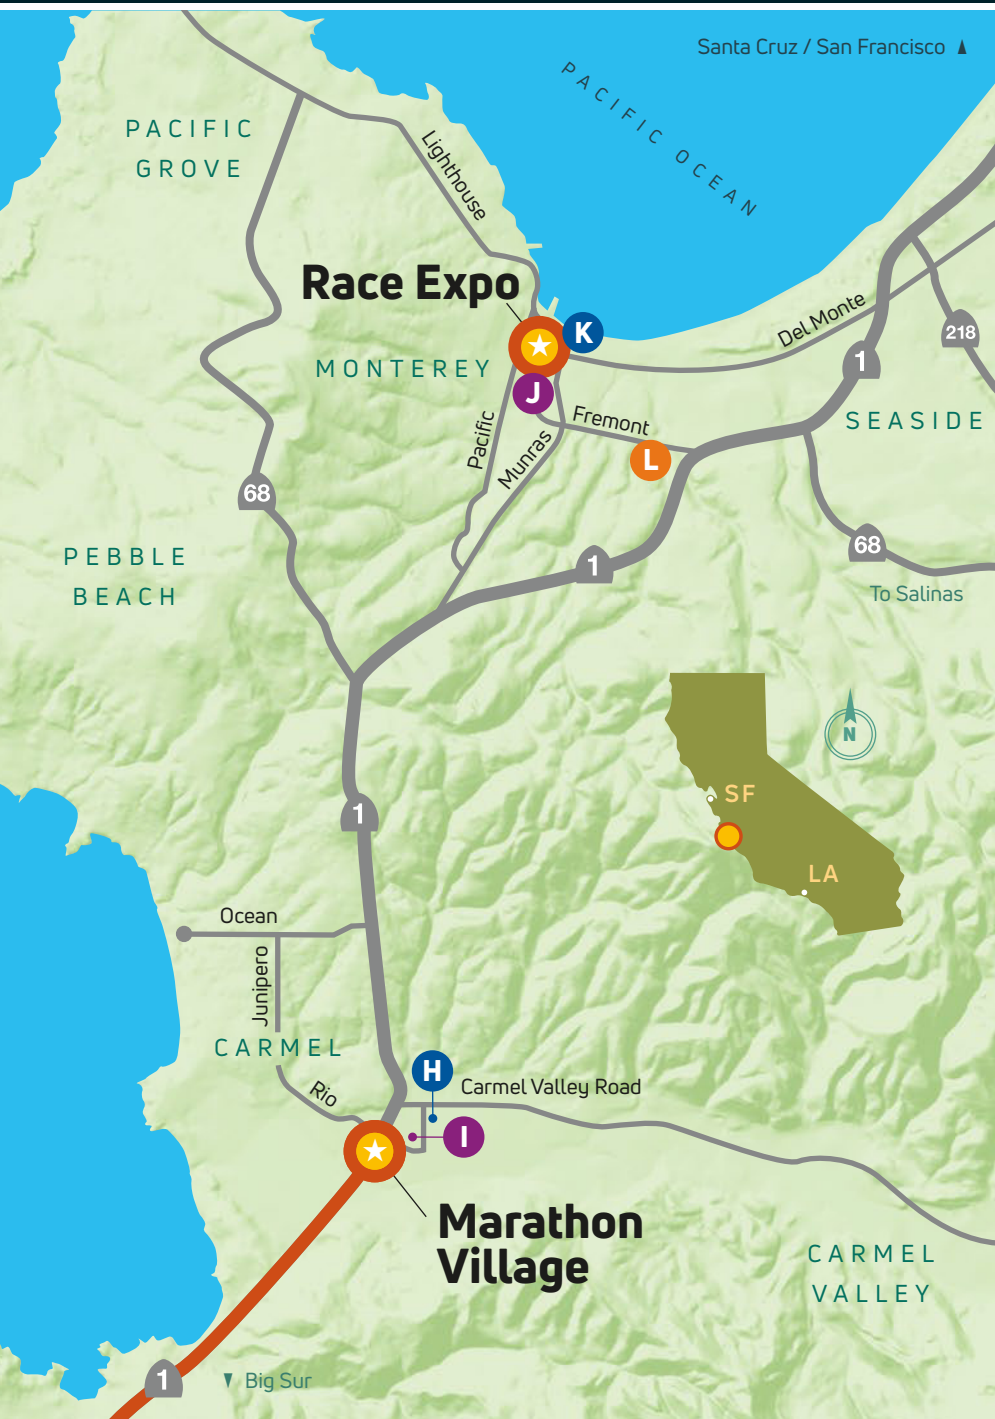 Santa Cruz / San Francisco
PACIFIC OCEAN
PACIFIC
GROVE
Lighthouse
Race Expo
K
Del Monte
218
MONTEREY
1
J
SEASIDE
Pacific
Fremont
Munras
L
68
PEBBLE
BEACH
1
68
To Salinas
N
SF
LA
1
Ocean
Junipero
CARMEL
H
Rio
Carmel Valley Road
I
Marathon
Village
CARMEL
VALLEY
1
Big Sur